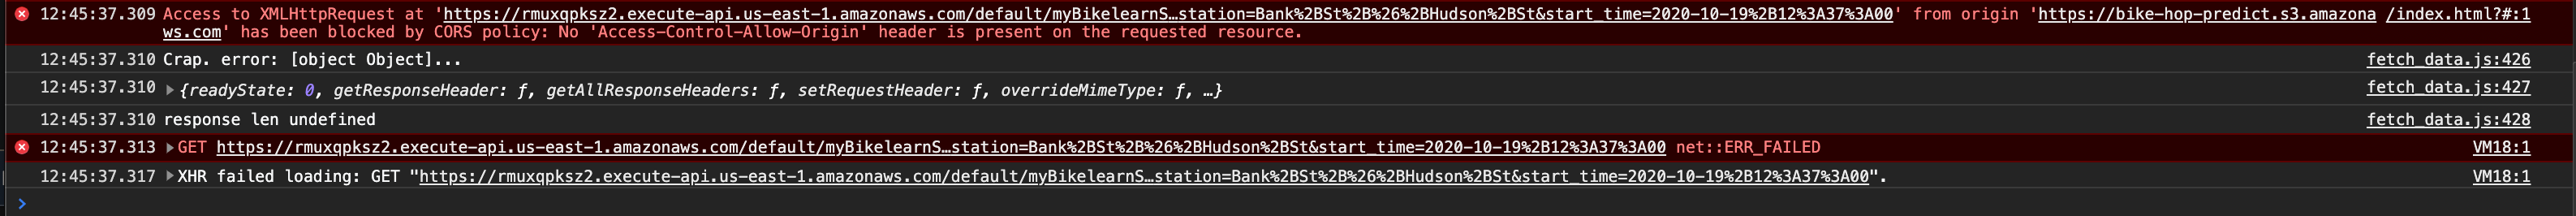 12:45:37.309 Access to XMLHttpRequest at 'https://rmuxqpksz2.execute-api.us-east-1.amazonaws.com/default/myBikelearnS…station=Bank%2BSt%2B%26%2BHudson%2BSt&start_time=2020-10-19%2B12%3A37%3A00' from origin 'https://bike-hop-predict.s3.amazona /index.html?#:1
ws.com' has been blocked by CORS policy: No 'Access-Control-Allow-Origin' header is present on the requested resource.
12:45:37.310 Crap. error: [object Object]... fetch_data.js:426
12:45:37.310 {readyState: 0, getResponseHeader: ƒ, getAllResponseHeaders: ƒ, setRequestHeader: ƒ, overrideMimeType: ƒ, …} fetch_data.js:427
12:45:37.310 response len undefined fetch_data.js:428
12:45:37.313 GET https://rmuxqpksz2.execute-api.us-east-1.amazonaws.com/default/myBikelearnS…station=Bank%2BSt%2B%26%2BHudson%2BSt&start_time=2020-10-19%2B12%3A37%3A00 net::ERR_FAILED VM18:1
12:45:37.317 XHR failed loading: GET "https://rmuxqpksz2.execute-api.us-east-1.amazonaws.com/default/myBikelearnS…station=Bank%2BSt%2B%26%2BHudson%2BSt&start_time=2020-10-19%2B12%3A37%3A00". VM18:1